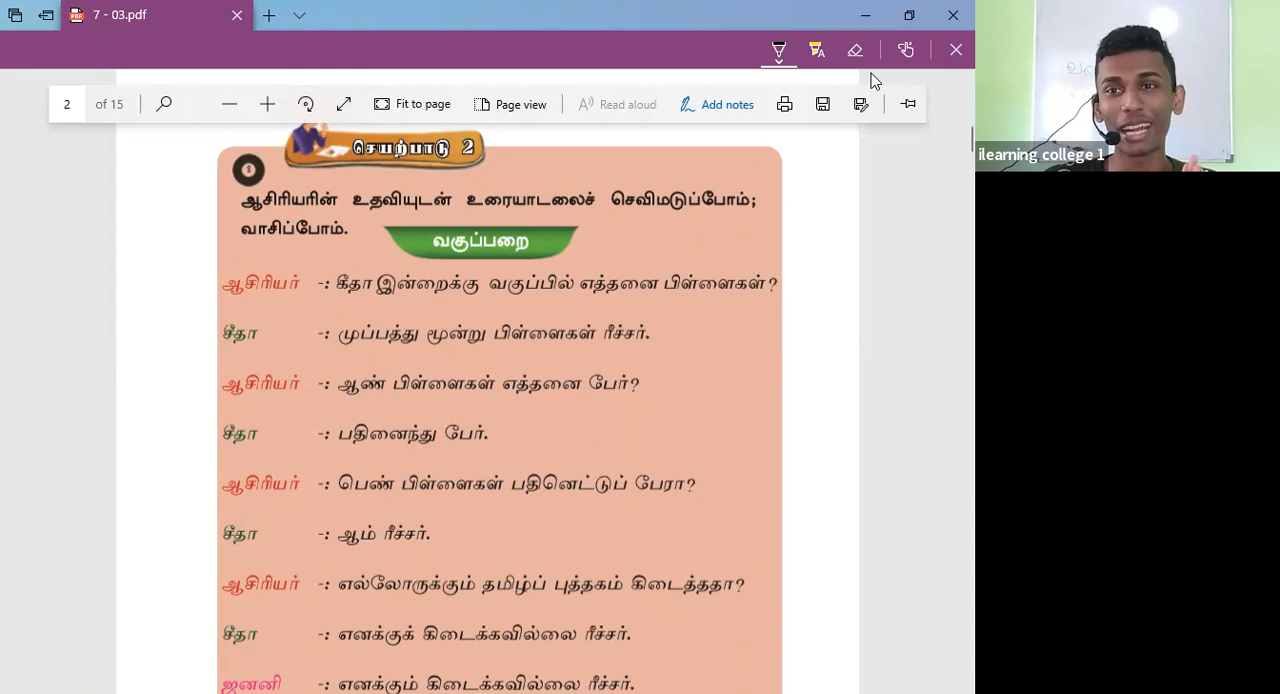 7 - 03.pdf
2 of 15
Fit to page
Page view
Read aloud
Add notes
ilearning college 1
செயற்பாடு 2
ஆசிரியரின் உதவியுடன் உரையாடலைச் செவிமடுப்போம்;
வாசிப்போம்.
வகுப்பறை
ஆசிரியர் -: கீதா இன்றைக்கு வகுப்பில் எத்தனை பிள்ளைகள்?
சீதா -: முப்பத்து மூன்று பிள்ளைகள் ரீச்சர்.
ஆசிரியர் -: ஆண் பிள்ளைகள் எத்தனை பேர்?
சீதா -: பதினைந்து பேர்.
ஆசிரியர் -: பெண் பிள்ளைகள் பதினெட்டுப் பேரா?
சீதா -: ஆம் ரீச்சர்.
ஆசிரியர் -: எல்லோருக்கும் தமிழ்ப் புத்தகம் கிடைத்ததா?
சீதா -: எனக்குக் கிடைக்கவில்லை ரீச்சர்.
ஜனனி -: எனக்கும் கிடைக்கவில்லை ரீச்சர்.